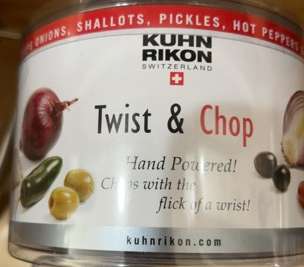 ONIONS, SHALLOTS, PICKLES, HOT PEPPERS
KUHN
RIKON
SWITZERLAND
Twist & Chop
Hand Powered!
Chops with the
flick of a wrist!
kuhnrikon.com